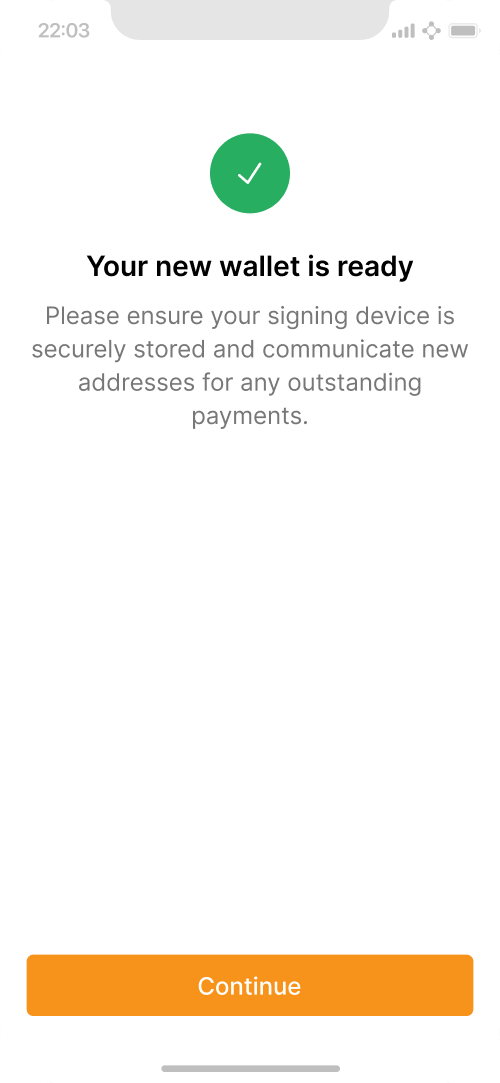 22:03
Your new wallet is ready
Please ensure your signing device is
securely stored and communicate new
addresses for any outstanding
payments.
Continue